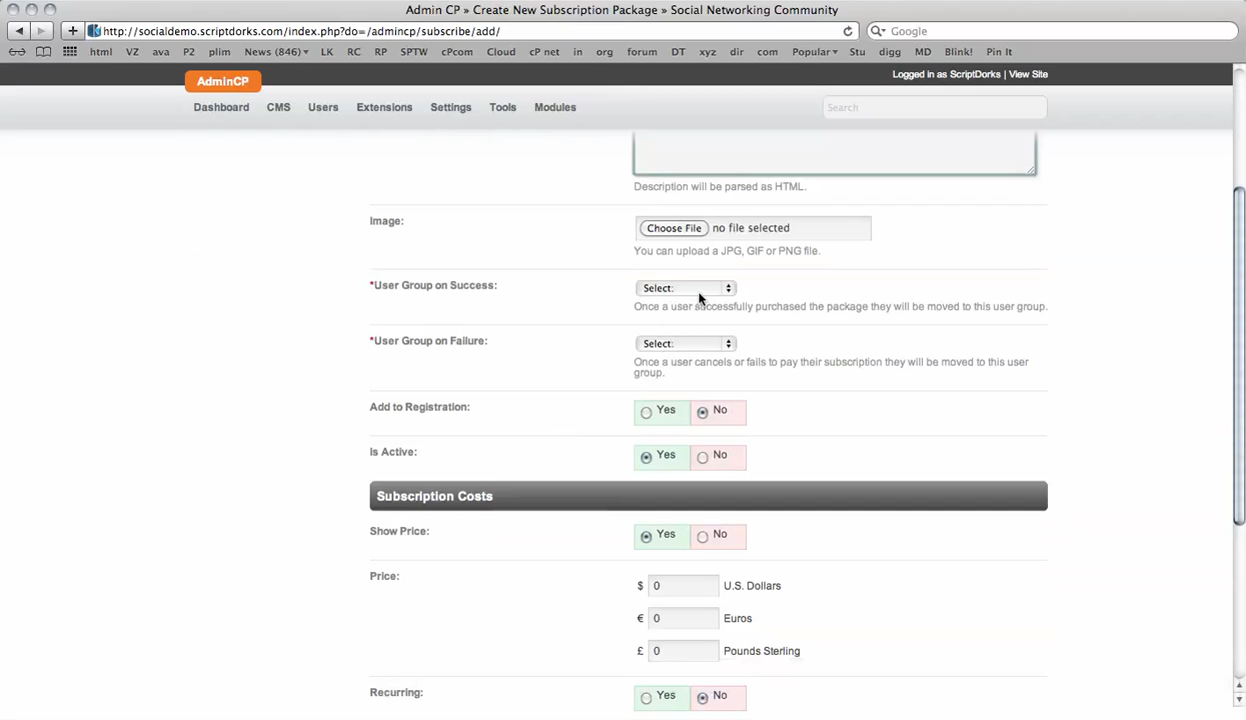 Admin CP » Create New Subscription Package » Social Networking Community
http://socialdemo.scriptdorks.com/index.php?do=/admincp/subscribe/add/
Google
html VZ ava P2 plim News (846) LK RC RP SPTW cPcom Cloud cP net in org forum DT xyz dir com Popular Stu digg MD Blink! Pin It
AdminCP
Logged in as ScriptDorks | View Site
Dashboard CMS Users Extensions Settings Tools Modules
Search
Description will be parsed as HTML.
Image:
Choose File no file selected
You can upload a JPG, GIF or PNG file.
*User Group on Success:
Select:
Once a user successfully purchased the package they will be moved to this user group.
*User Group on Failure:
Select:
Once a user cancels or fails to pay their subscription they will be moved to this user
group.
Add to Registration:
Yes No
Is Active:
Yes No
Subscription Costs
Show Price:
Yes No
Price:
$ 0 U.S. Dollars
€ 0 Euros
£ 0 Pounds Sterling
Recurring:
Yes No